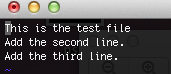 This is the test file
Add the second line.
Add the third line.
~